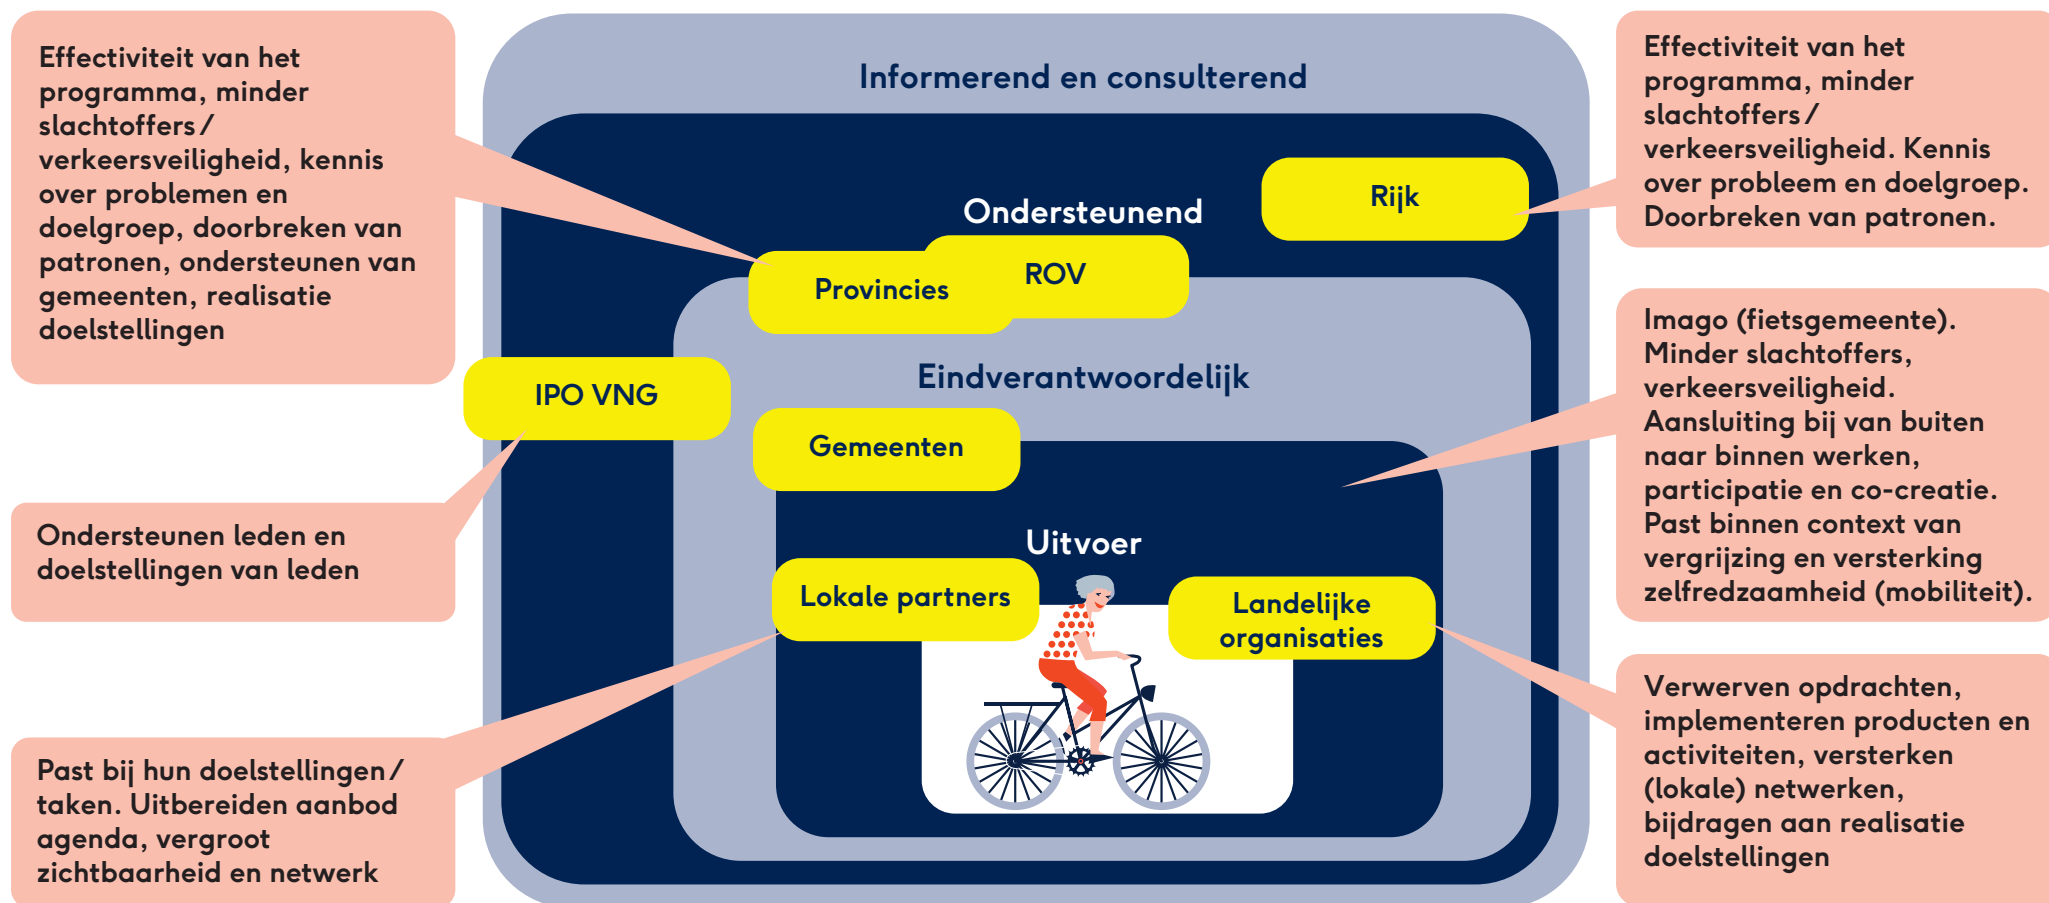 Effectiviteit van het
programma, minder
slachtoffers/
verkeersveiligheid, kennis
over problemen en
doelgroep, doorbreken van
patronen, ondersteunen van
gemeenten, realisatie
doelstellingen
Ondersteunen leden en
doelstellingen van leden
Past bij hun doelstellingen/
taken. Uitbereiden aanbod
agenda, vergroot
zichtbaarheid en netwerk
Informerend en consulterend
Ondersteunend
Rijk
ROV
Provincies
Eindverantwoordelijk
IPO VNG
Gemeenten
Uitvoer
Lokale partners
Landelijke
organisaties
Effectiviteit van het
programma, minder
slachtoffers/
verkeersveiligheid. Kennis
over probleem en doelgroep.
Doorbreken van patronen.
Imago (fietsgemeente).
Minder slachtoffers,
verkeersveiligheid.
Aansluiting bij van buiten
naar binnen werken,
participatie en co-creatie.
Past binnen context van
vergrijzing en versterking
zelfredzaamheid (mobiliteit).
Verwerven opdrachten,
implementeren producten en
activiteiten, versterken
(lokale) netwerken,
bijdragen aan realisatie
doelstellingen